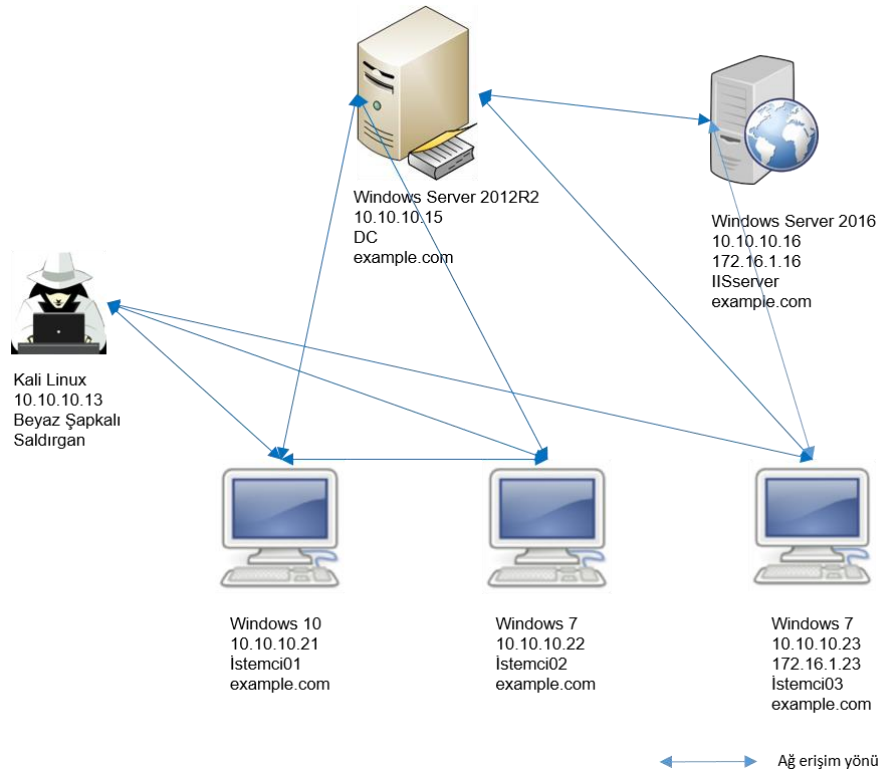 Windows Server 2012R2
10.10.10.15
DC
example.com
Windows Server 2016
10.10.10.16
172.16.1.16
IISserver
example.com
Kali Linux
10.10.10.13
Beyaz Şapkalı
Saldırgan
Windows 10
10.10.10.21
İstemci01
example.com
Windows 7
10.10.10.22
İstemci02
example.com
Windows 7
10.10.10.23
172.16.1.23
İstemci03
example.com
Ağ erişim yönü